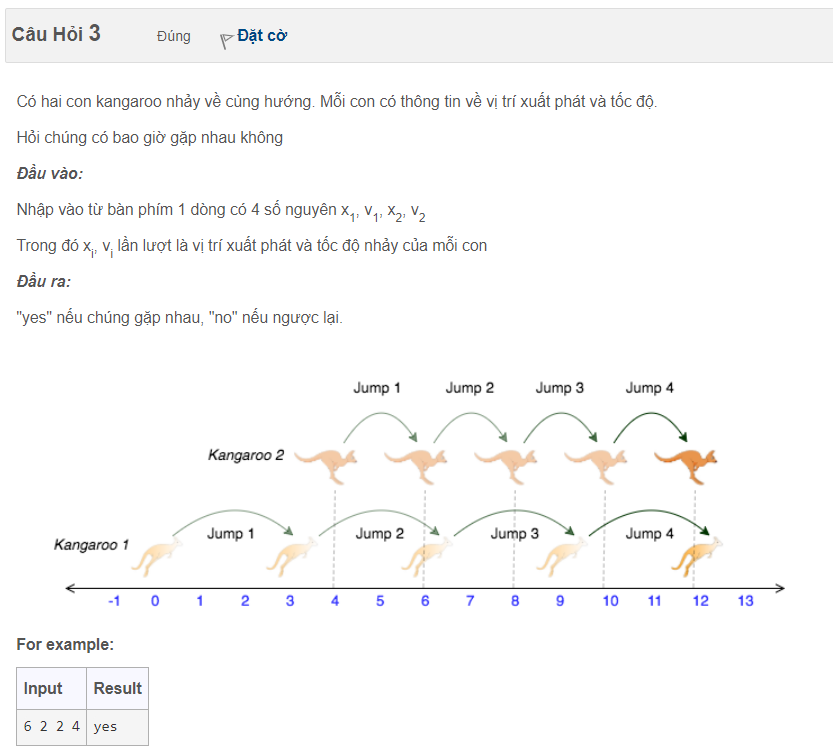 Câu Hỏi 3 Đúng Đặt cờ
Có hai con kangaroo nhảy về cùng hướng. Mỗi con có thông tin về vị trí xuất phát và tốc độ.
Hỏi chúng có bao giờ gặp nhau không
Đầu vào:
Nhập vào từ bàn phím 1 dòng có 4 số nguyên x1, v1, x2, v2
Trong đó xi, vi lần lượt là vị trí xuất phát và tốc độ nhảy của mỗi con
Đầu ra:
"yes" nếu chúng gặp nhau, "no" nếu ngược lại.
Jump 1 Jump 2 Jump 3 Jump 4
Kangaroo 2
Jump 1 Jump 2 Jump 3 Jump 4
Kangaroo 1
-1 0 1 2 3 4 5 6 7 8 9 10 11 12 13
For example:
Input Result
6 2 2 4 yes